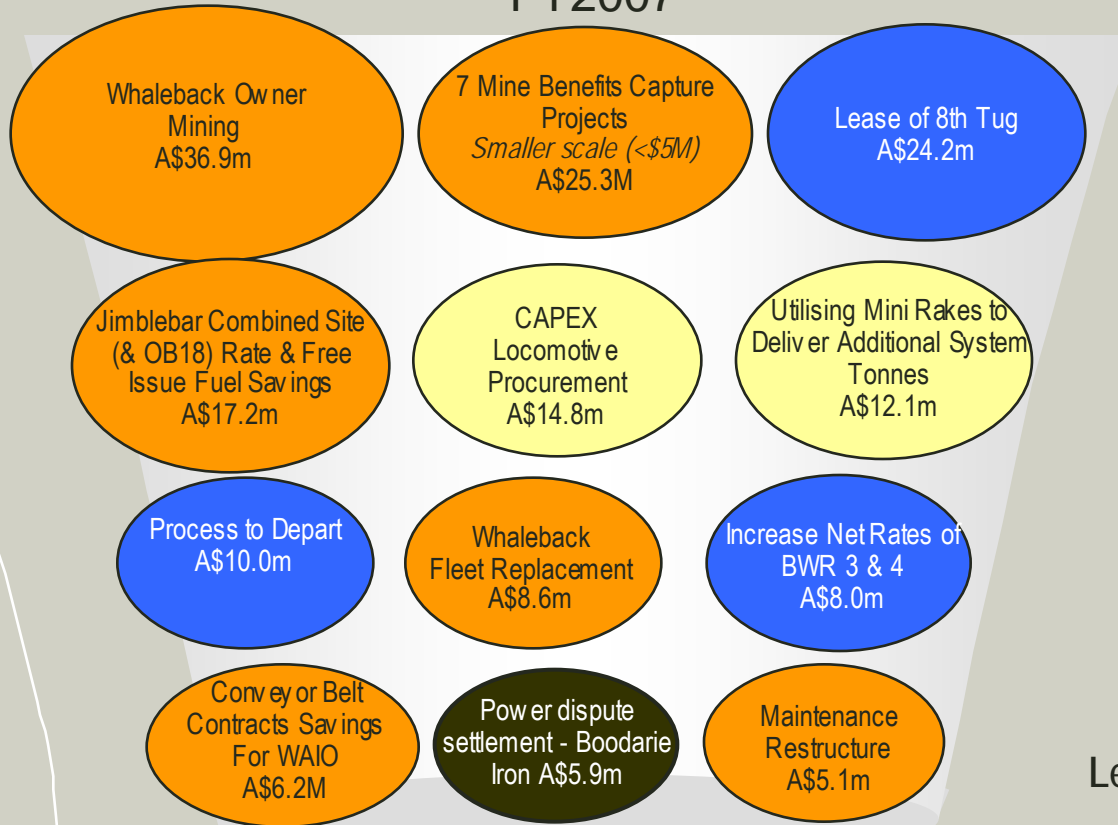 FY2007
Whaleback Owner
Mining
A$36.9m
7 Mine Benefits Capture
Projects
Smaller scale (<$5M)
A$25.3M
Lease of 8th Tug
A$24.2m
Jimblebar Combined Site
(& OB18) Rate & Free
Issue Fuel Savings
A$17.2m
CAPEX
Locomotive
Procurement
A$14.8m
Utilising Mini Rakes to
Deliver Additional System
Tonnes
A$12.1m
Process to Depart
A$10.0m
Whaleback
Fleet Replacement
A$8.6m
Increase Net Rates of
BWR 3 & 4
A$8.0m
Conveyor Belt
Contracts Savings
For WAIO
A$6.2M
Power dispute
settlement - Boodarie
Iron A$5.9m
Maintenance
Restructure
A$5.1m
Le